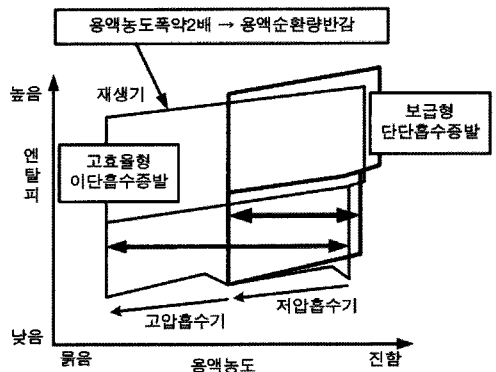 용액농도폭약2배 → 용액순환량반감
높음
재생기
보급형
단단흡수증발
엔
탈
피
고효율형
이단흡수증발
고압흡수기
저압흡수기
낮음
묽음
용액농도
진함